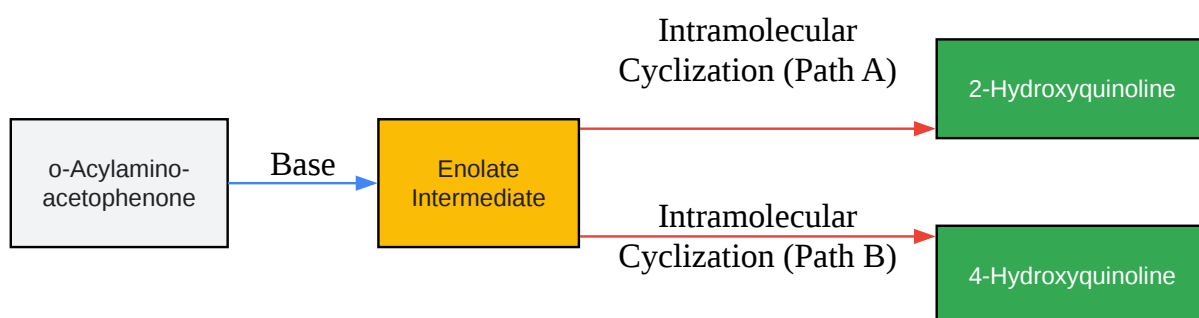 o-Acylamino-
acetophenone
Base
Enolate
Intermediate
Intramolecular
Cyclization (Path A)
2-Hydroxyquinoline
Intramolecular
Cyclization (Path B)
4-Hydroxyquinoline